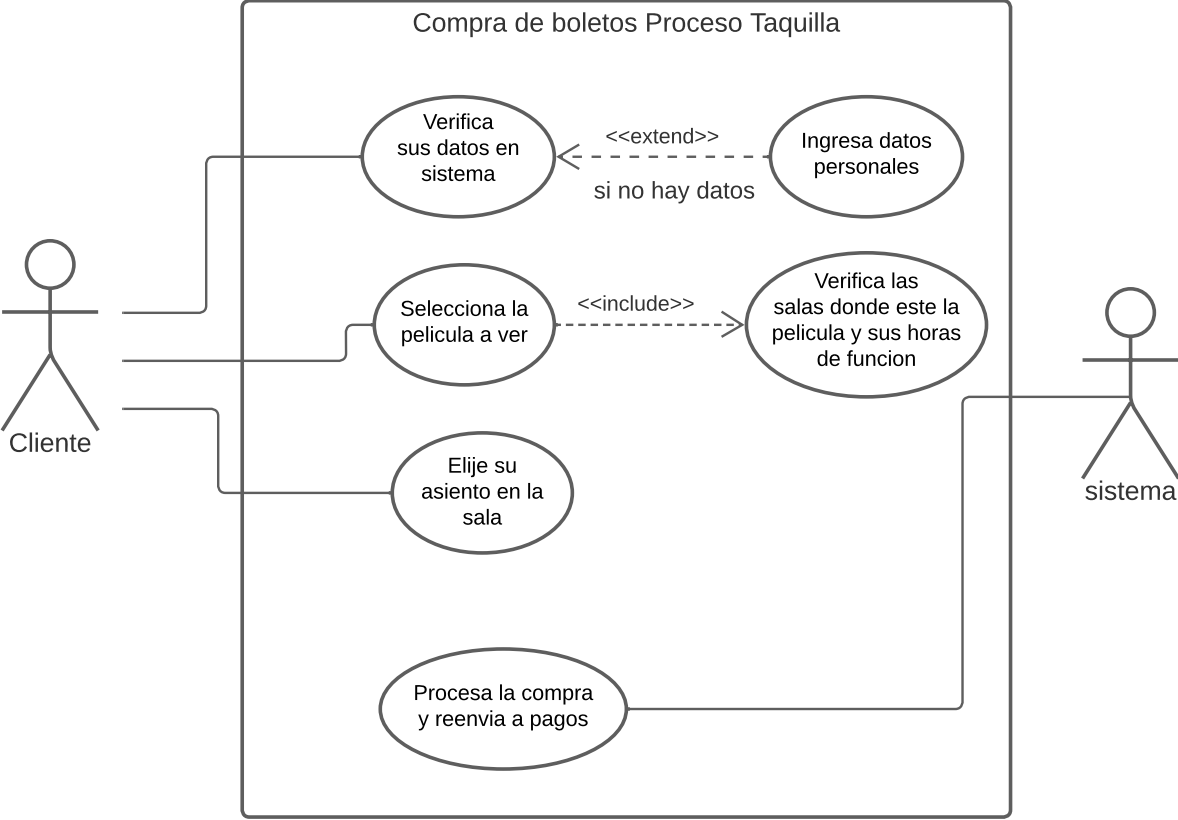 Compra de boletos Proceso Taquilla
Verifica
sus datos en
sistema
<<extend>>
si no hay datos
Ingresa datos
personales
Selecciona la
pelicula a ver
<<include>>
Verifica las
salas donde este la
pelicula y sus horas
de funcion
Cliente
Elije su
asiento en la
sala
sistema
Procesa la compra
y reenvia a pagos